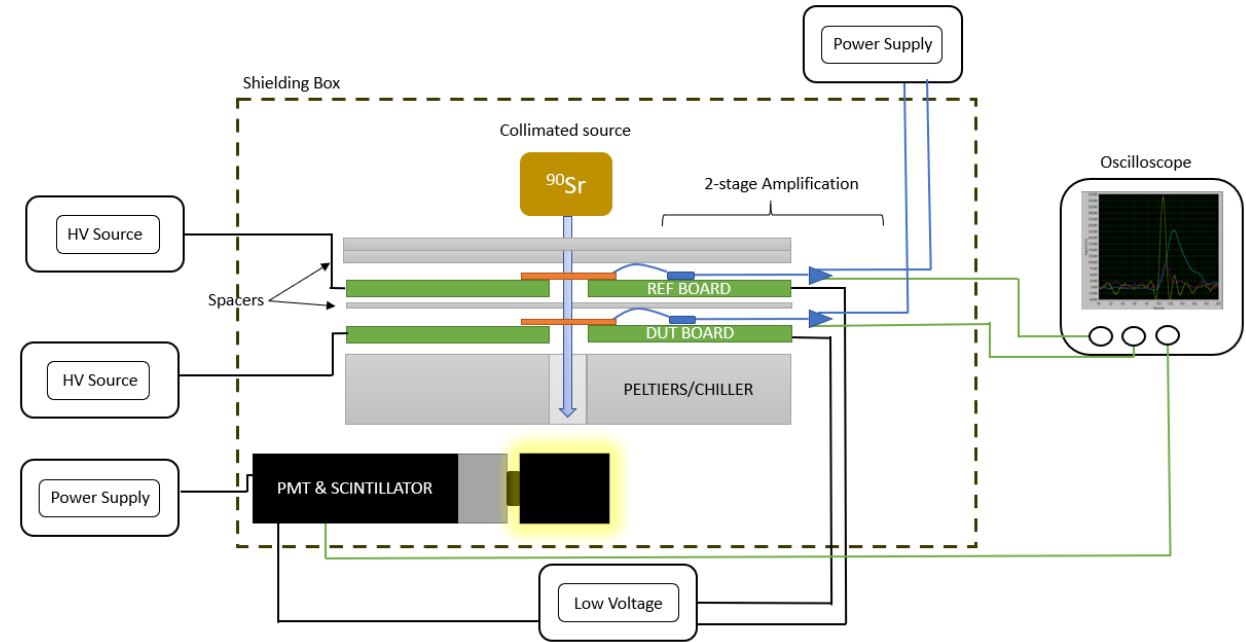 Power Supply
Shielding Box
Collimated source
90Sr
Oscilloscope
2-stage Amplification
HV Source
Spacers
REF BOARD
DUT BOARD
HV Source
PELTIERS/CHILLER
PMT & SCINTILLATOR
Power Supply
Low Voltage